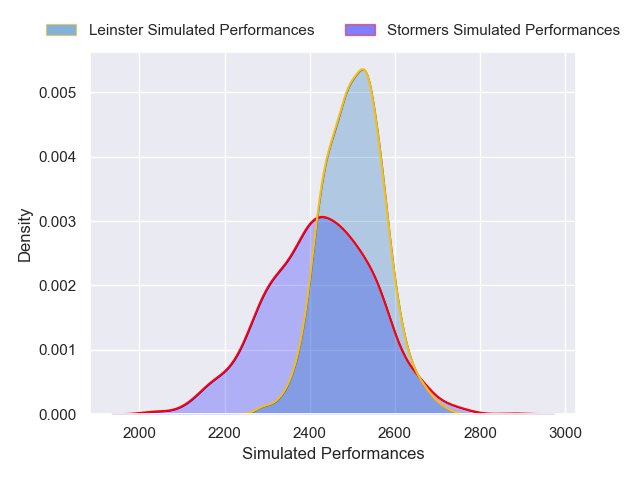 Leinster Simulated Performances Stormers Simulated Performances
0.005
0.004
0.003
0.002
0.001
0.000
Density
2000 2200 2400 2600 2800 3000
Simulated Performances